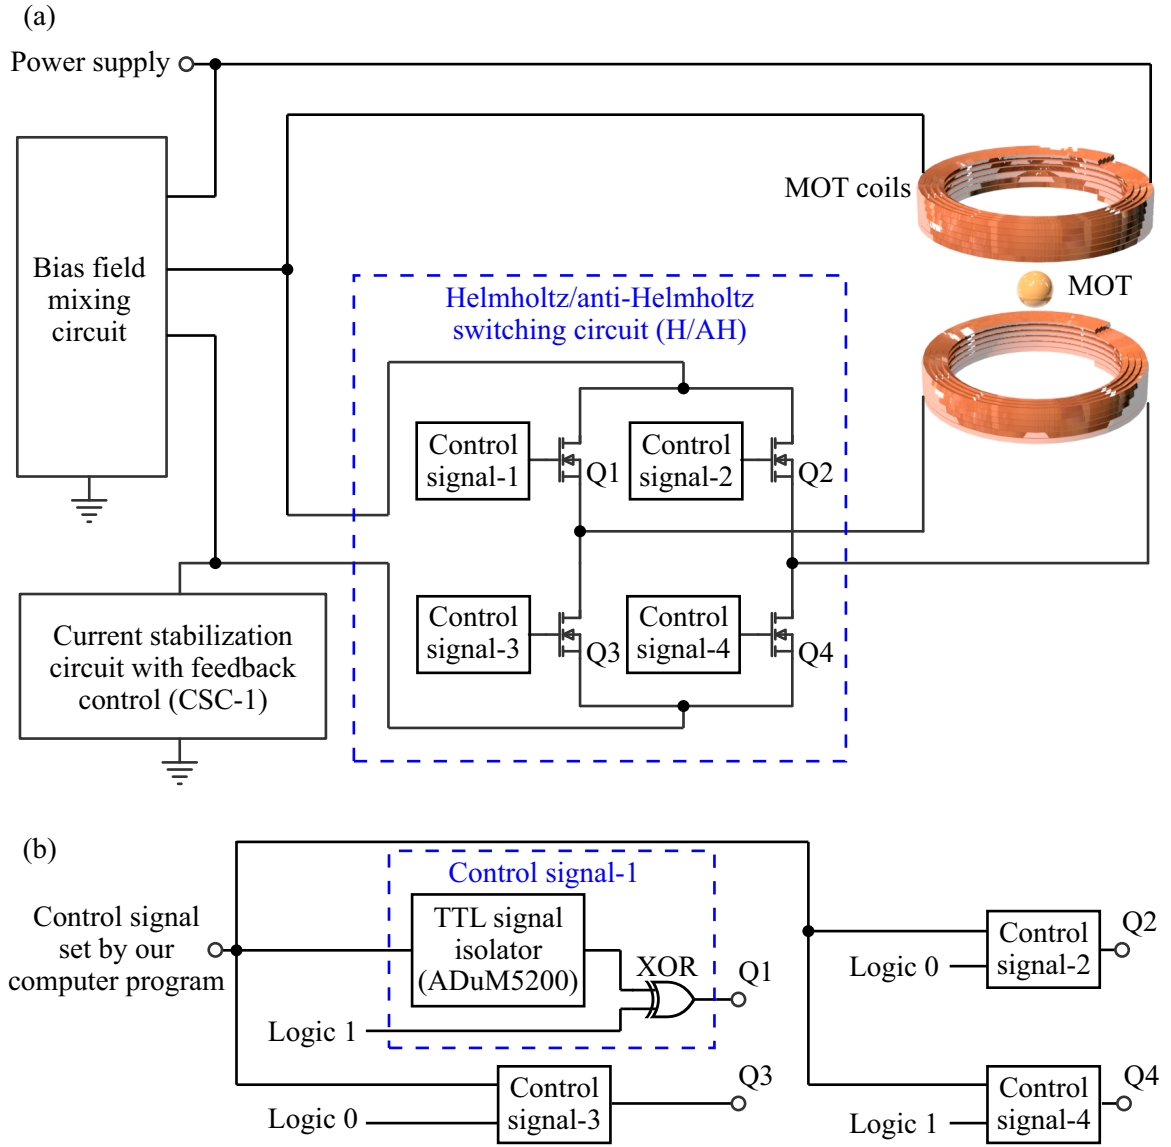 (a)
Power supply
MOT coils
Bias field
mixing
circuit
MOT
Helmholtz/anti-Helmholtz
switching circuit (H/AH)
Control
signal-1
Q1
Control
signal-2
Q2
Control
signal-3
Q3
Control
signal-4
Q4
Current stabilization
circuit with feedback
control (CSC-1)
(b)
Control signal
set by our
computer program
Control signal-1
TTL signal
isolator
(ADuM5200)
XOR
Q1
Logic 1
Control
signal-3
Q3
Logic 0
Control
signal-2
Q2
Logic 0
Control
signal-4
Q4
Logic 1